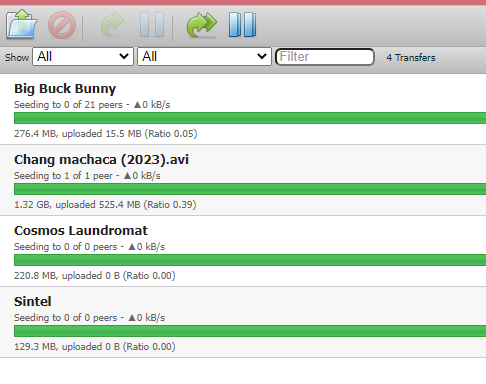 Show All All Filter 4 Transfers
Big Buck Bunny
Seeding to 0 of 21 peers - ▲0 kB/s
276.4 MB, uploaded 15.5 MB (Ratio 0.05)
Chang machaca (2023).avi
Seeding to 1 of 1 peer - ▲0 kB/s
1.32 GB, uploaded 525.4 MB (Ratio 0.39)
Cosmos Laundromat
Seeding to 0 of 0 peers - ▲0 kB/s
220.8 MB, uploaded 0 B (Ratio 0.00)
Sintel
Seeding to 0 of 0 peers - ▲0 kB/s
129.3 MB, uploaded 0 B (Ratio 0.00)